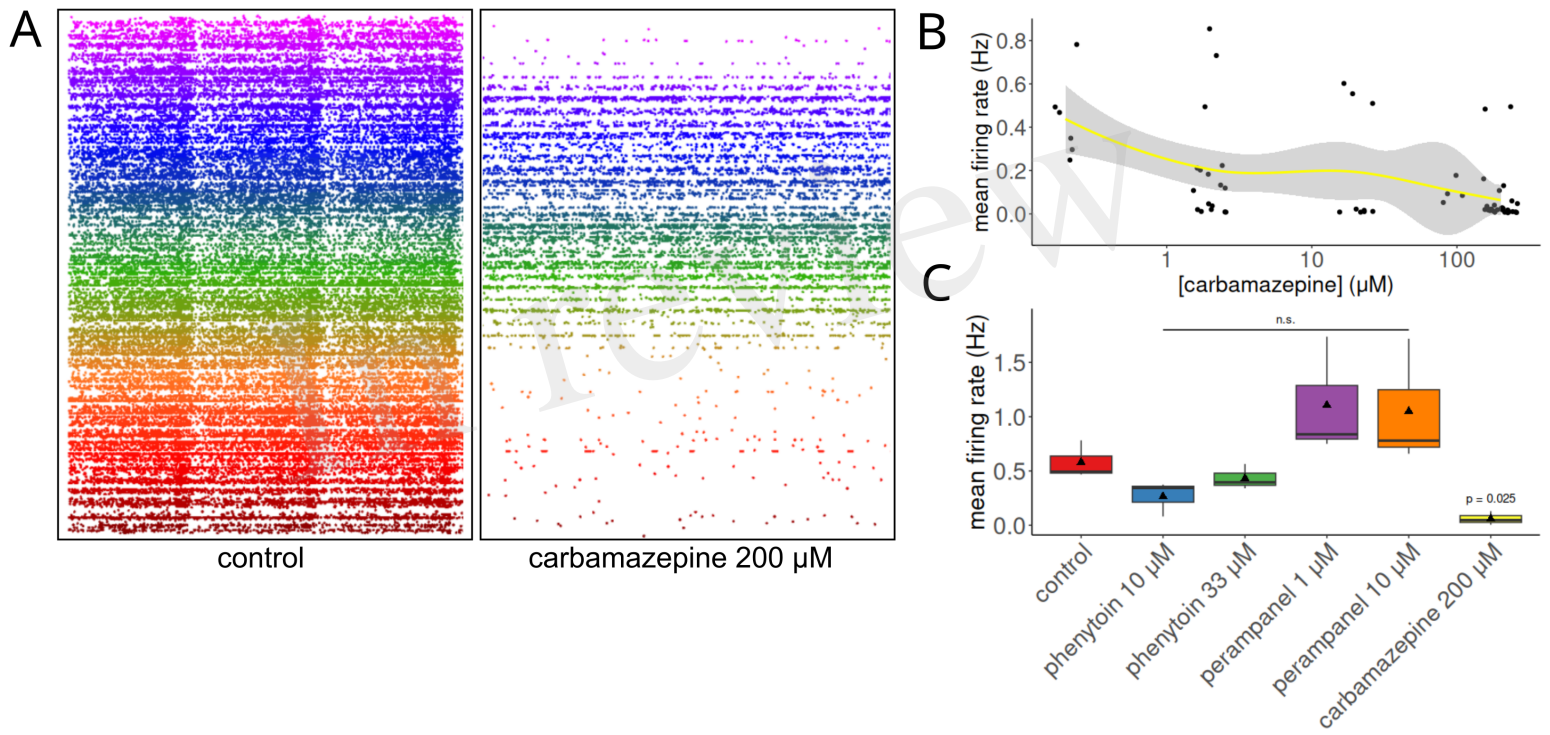 A
control
carbamazepine 200 µM
B
mean firing rate (Hz)
0.8
0.6
0.4
0.2
0.0
1
10
100
[carbamazepine] (µM)
C
mean firing rate (Hz)
1.5
1.0
0.5
0.0
n.s.
p = 0.025
control
phenytoin 10 µM
phenytoin 33 µM
perampanel 1 µM
perampanel 10 µM
carbamazepine 200 µM
review